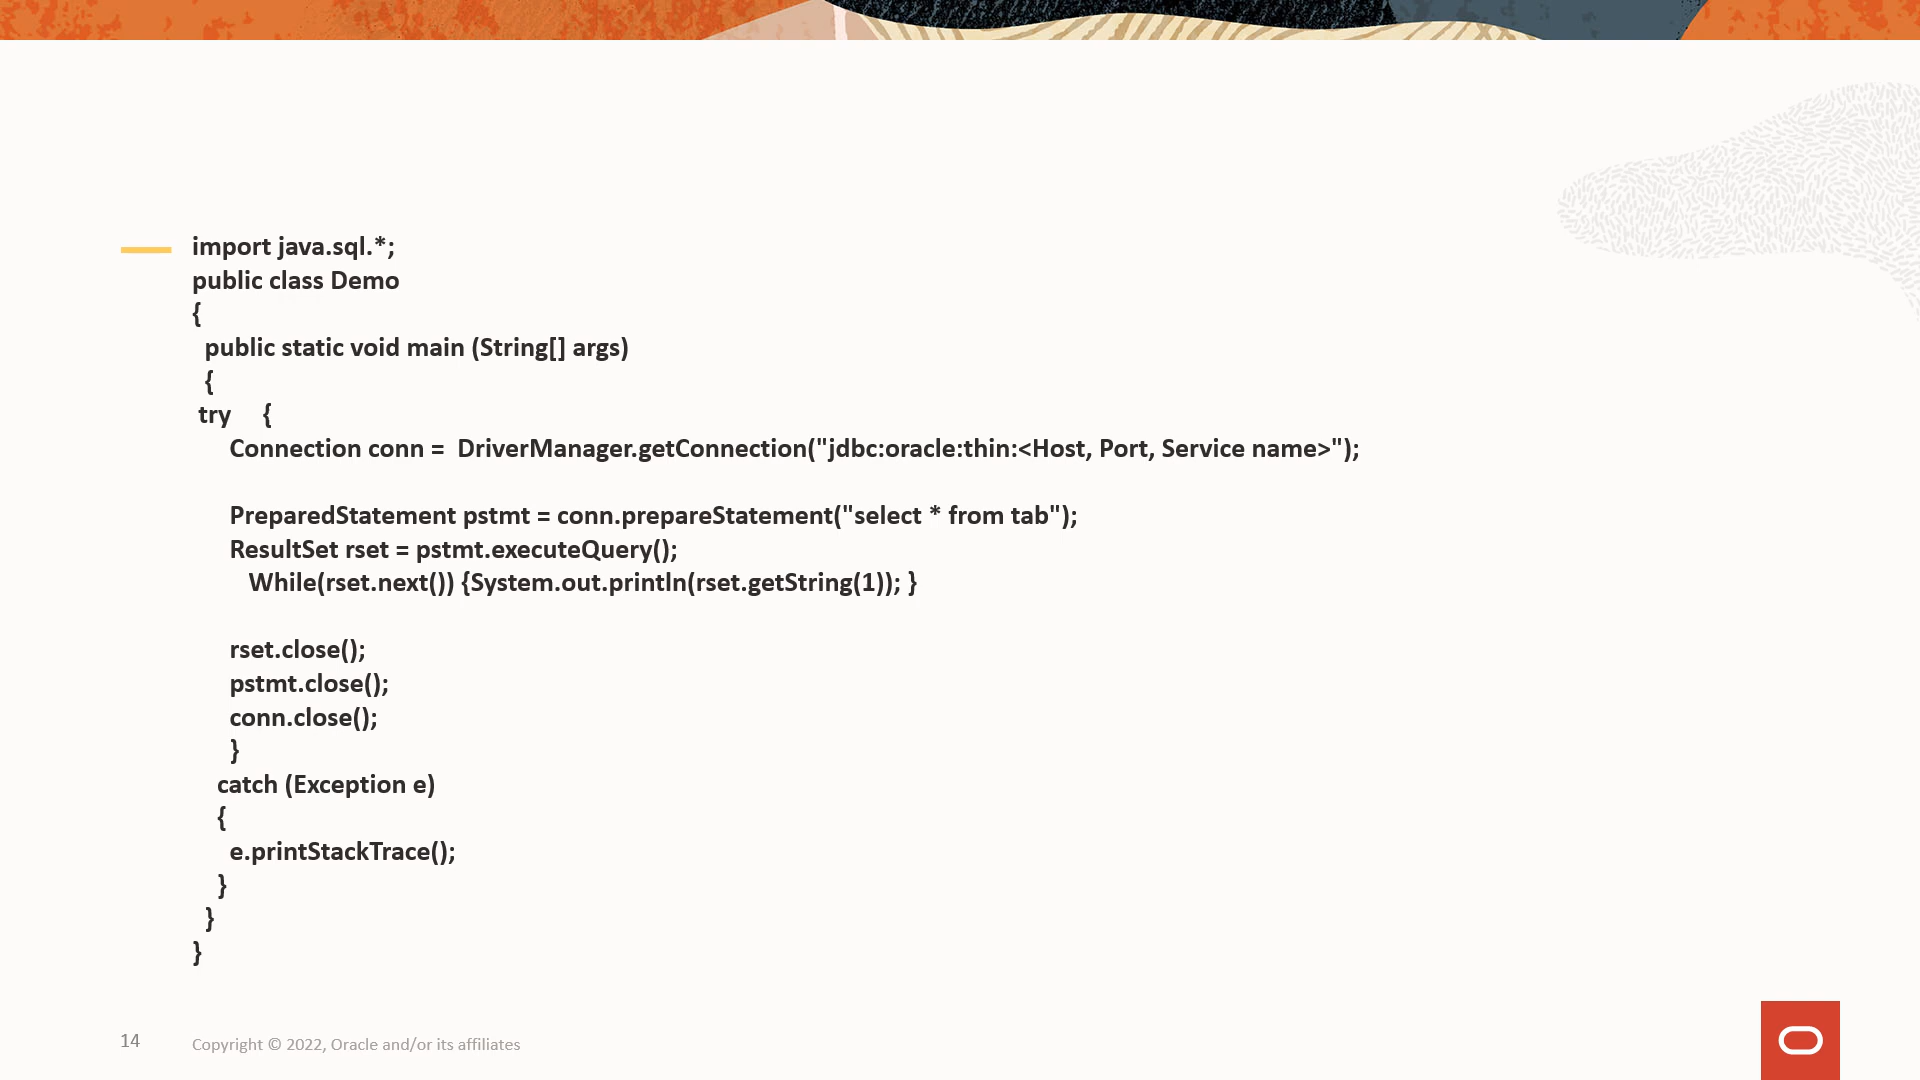 import java.sql.*;
public class Demo
{
public static void main (String[] args)
{
try {
Connection conn = DriverManager.getConnection("jdbc:oracle:thin:<Host, Port, Service name>");
PreparedStatement pstmt = conn.prepareStatement("select * from tab");
ResultSet rset = pstmt.executeQuery();
While(rset.next()) {System.out.println(rset.getString(1)); }
rset.close();
pstmt.close();
conn.close();
}
catch (Exception e)
{
e.printStackTrace();
}
}
}
14 Copyright © 2022, Oracle and/or its affiliates